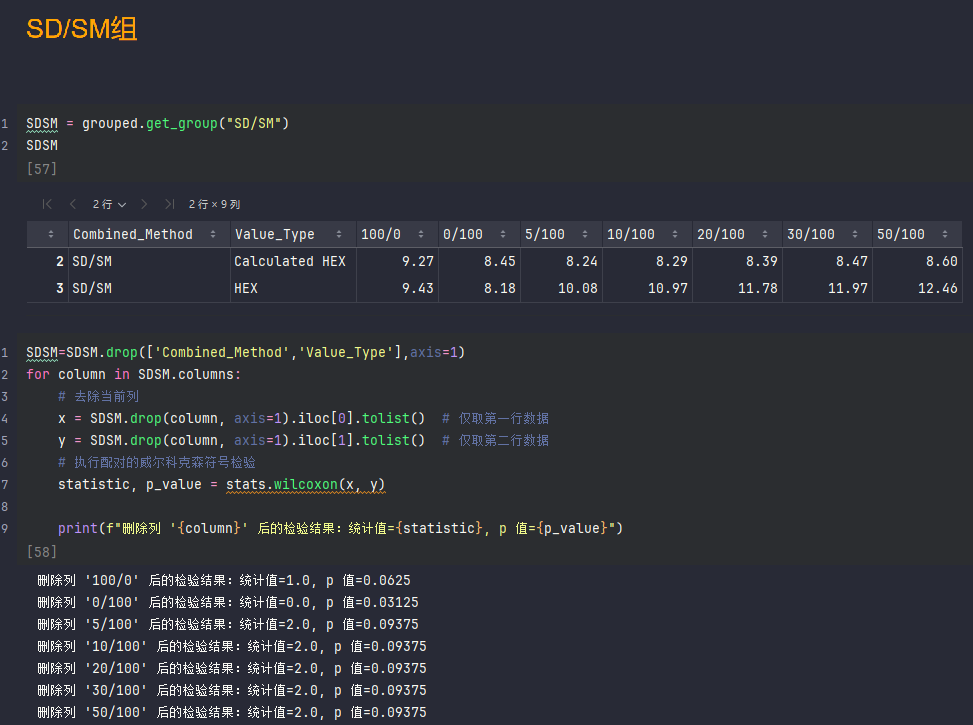 SD/SM组
1 SDSM = grouped.get_group("SD/SM")
2 SDSM
[57]
2行 2行×9列
Combined_Method Value_Type 100/0 0/100 5/100 10/100 20/100 30/100 50/100
2 SD/SM Calculated HEX 9.27 8.45 8.24 8.29 8.39 8.47 8.60
3 SD/SM HEX 9.43 8.18 10.08 10.97 11.78 11.97 12.46
1 SDSM=SDSM.drop(['Combined_Method','Value_Type'],axis=1)
2 for column in SDSM.columns:
3 # 去除当前列
4 x = SDSM.drop(column, axis=1).iloc[0].tolist() # 仅取第一行数据
5 y = SDSM.drop(column, axis=1).iloc[1].tolist() # 仅取第二行数据
6 # 执行配对的威尔科克森符号检验
7 statistic, p_value = stats.wilcoxon(x, y)
8
9 print(f"删除列 '{column}' 后的检验结果: 统计值={statistic}, p 值={p_value}")
[58]
删除列 '100/0' 后的检验结果: 统计值=1.0, p 值=0.0625
删除列 '0/100' 后的检验结果: 统计值=0.0, p 值=0.03125
删除列 '5/100' 后的检验结果: 统计值=2.0, p 值=0.09375
删除列 '10/100' 后的检验结果: 统计值=2.0, p 值=0.09375
删除列 '20/100' 后的检验结果: 统计值=2.0, p 值=0.09375
删除列 '30/100' 后的检验结果: 统计值=2.0, p 值=0.09375
删除列 '50/100' 后的检验结果: 统计值=2.0, p 值=0.09375